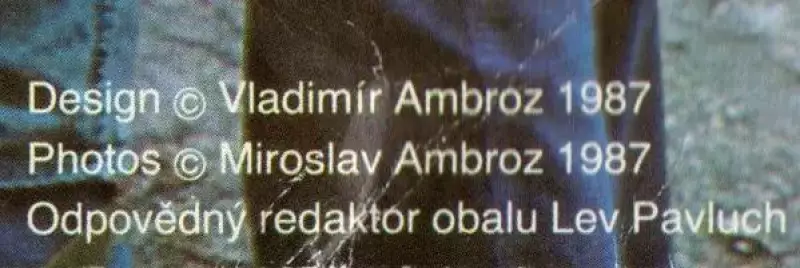 Design © Vladimír Ambroz 1987
Photos © Miroslav Ambroz 1987
Odpovědný redaktor obalu Lev Pavluch